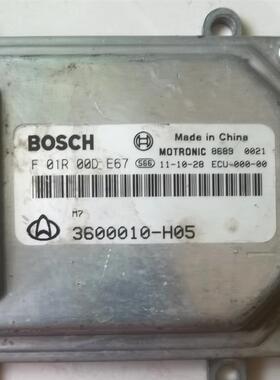 BOSCH
Made in China
MOTRONIC 8689 0021
F 01R 00D E67 S66 11-10-28 ECU-000-00
M7
3600010-H05